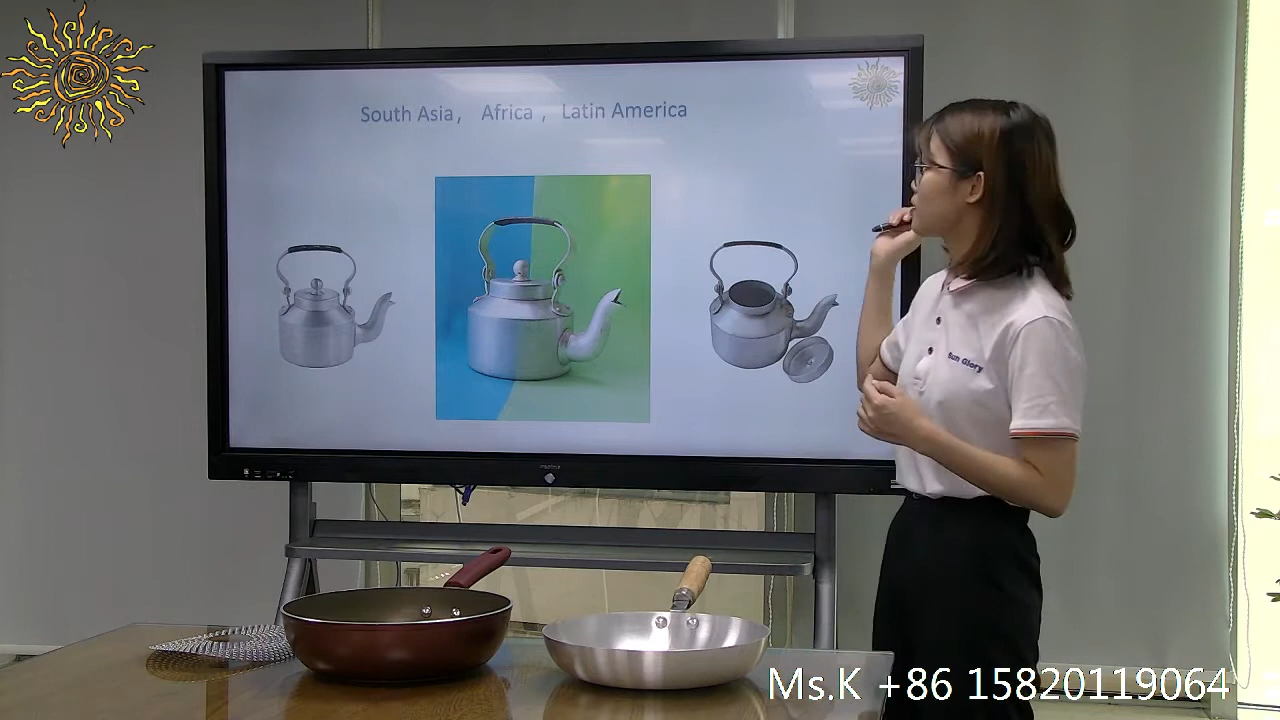 South Asia， Africa ，Latin America
Sun Glory
Ms.K +86 15820119064